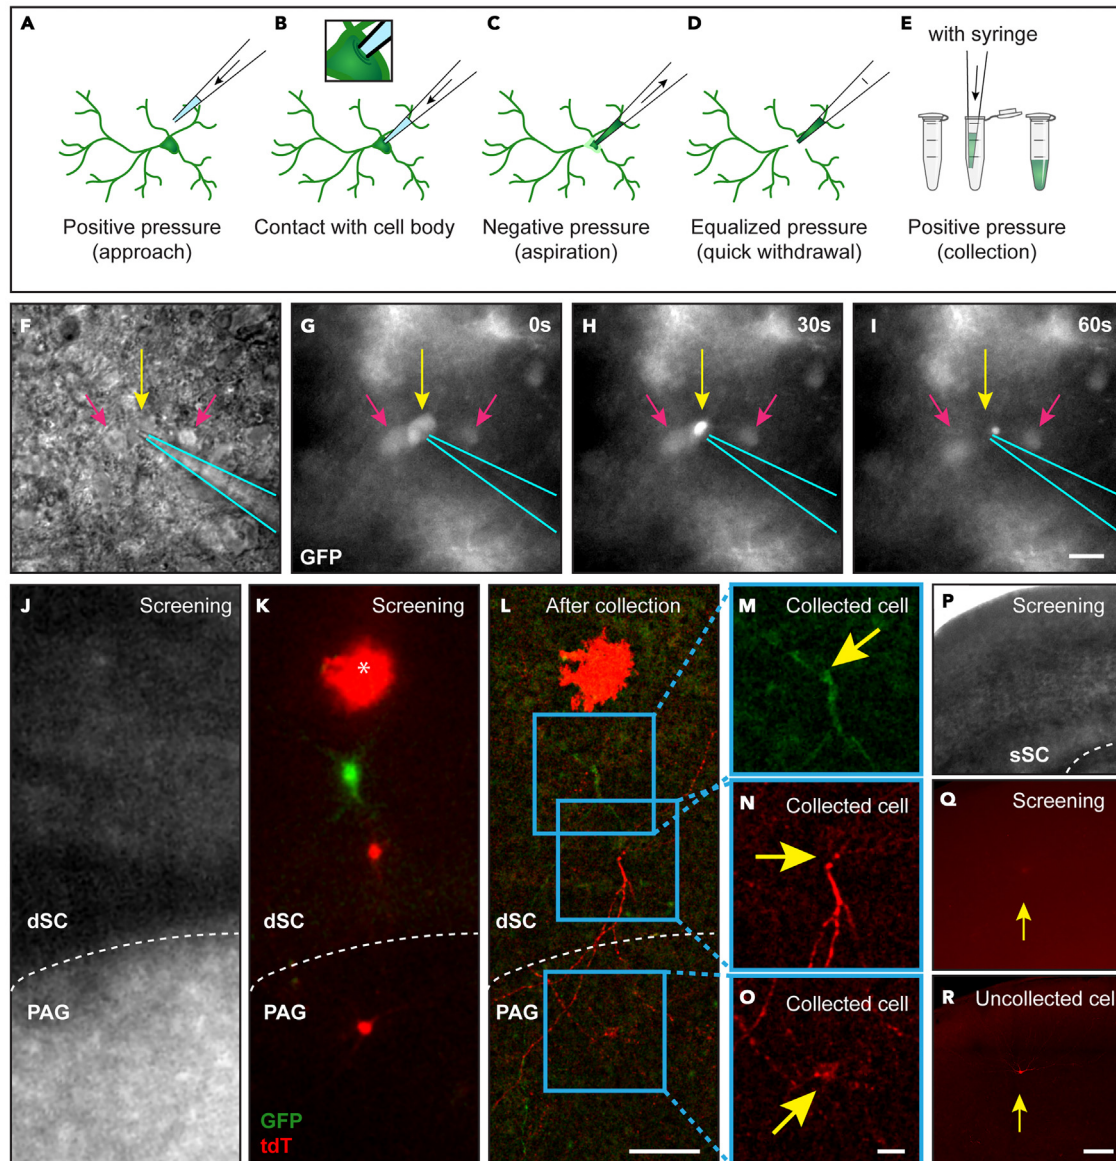 A
B
C
D
E
with syringe
Positive pressure
(approach)
Contact with cell body
Negative pressure
(aspiration)
Equalized pressure
(quick withdrawal)
Positive pressure
(collection)
F
G
0s
GFP
H
30s
I
60s
J
Screening
dSC
PAG
K
Screening
*
dSC
PAG
GFP
tdT
L
After collection
dSC
PAG
M
Collected cell
N
Collected cell
O
Collected cell
P
Screening
sSC
Q
Screening
R
Uncollected cell